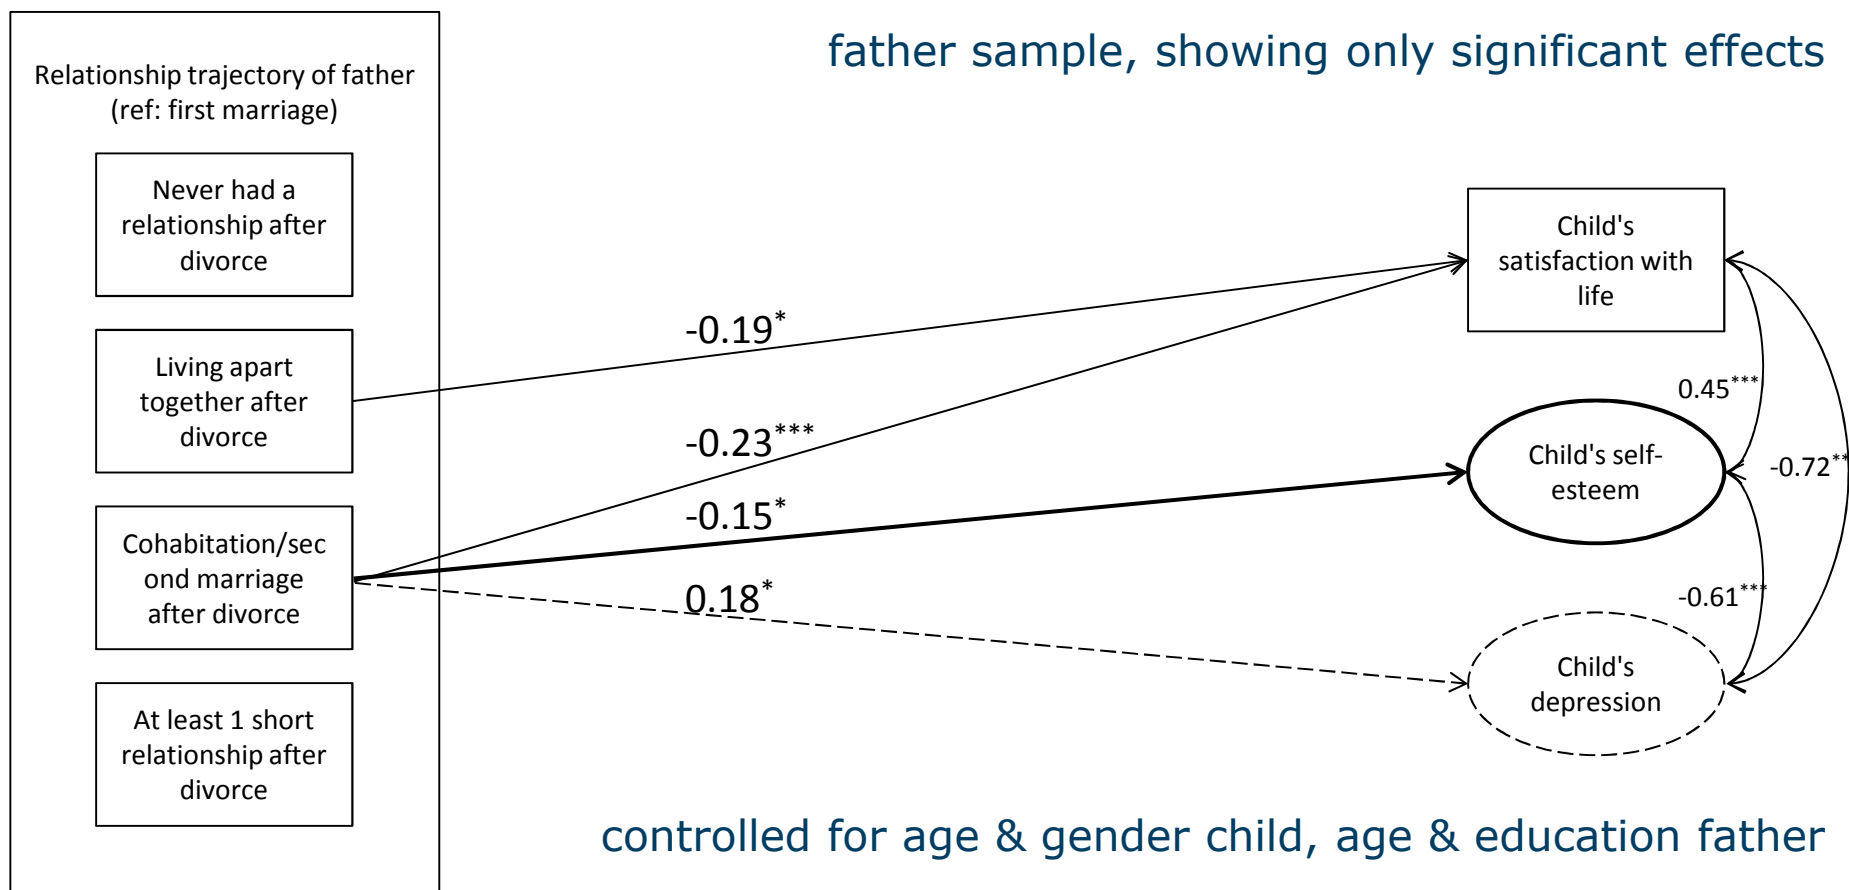 father sample, showing only significant effects
Relationship trajectory of father
(ref: first marriage)
Never had a
relationship after
divorce
Living apart
together after
divorce
Cohabitation/sec
ond marriage
after divorce
At least 1 short
relationship after
divorce
-0.19*
-0.23***
-0.15*
0.18*
Child's
satisfaction with
life
Child's self-
esteem
Child's
depression
0.45***
-0.72**
-0.61***
controlled for age & gender child, age & education father